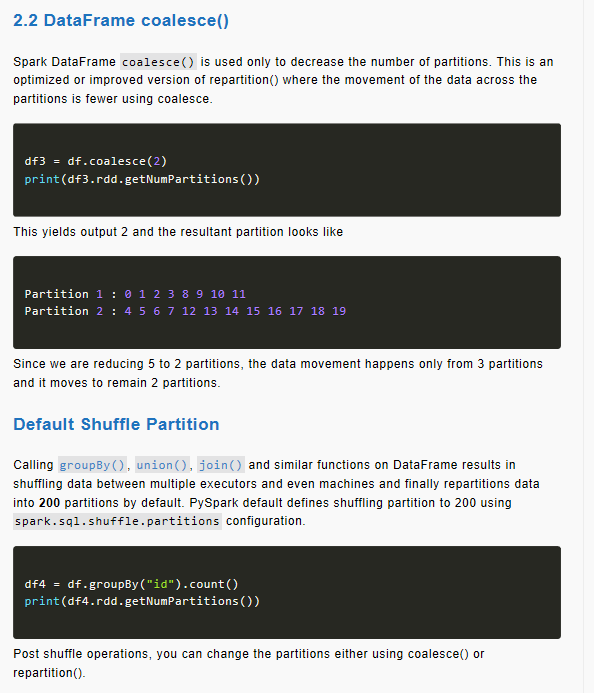 2.2 DataFrame coalesce()
Spark DataFrame coalesce() is used only to decrease the number of partitions. This is an
optimized or improved version of repartition() where the movement of the data across the
partitions is fewer using coalesce.
df3 = df.coalesce(2)
print(df3.rdd.getNumPartitions())
This yields output 2 and the resultant partition looks like
Partition 1 : 0 1 2 3 8 9 10 11
Partition 2 : 4 5 6 7 12 13 14 15 16 17 18 19
Since we are reducing 5 to 2 partitions, the data movement happens only from 3 partitions
and it moves to remain 2 partitions.
Default Shuffle Partition
Calling groupBy(), union(), join() and similar functions on DataFrame results in
shuffling data between multiple executors and even machines and finally repartitions data
into 200 partitions by default. PySpark default defines shuffling partition to 200 using
spark.sql.shuffle.partitions configuration.
df4 = df.groupBy("id").count()
print(df4.rdd.getNumPartitions())
Post shuffle operations, you can change the partitions either using coalesce() or
repartition().